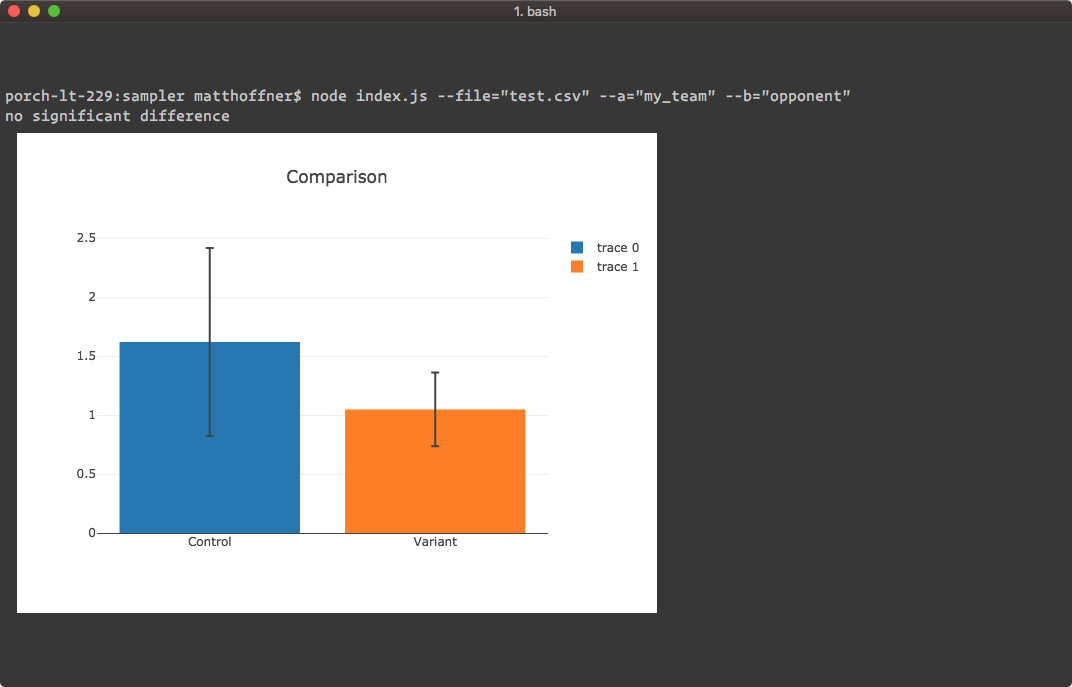 1. bash
porch-lt-229:sampler matthoffner$ node index.js --file="test.csv" --a="my_team" --b="opponent"
no significant difference
Comparison
2.5
2
1.5
1
0.5
0
Control
Variant
trace 0
trace 1